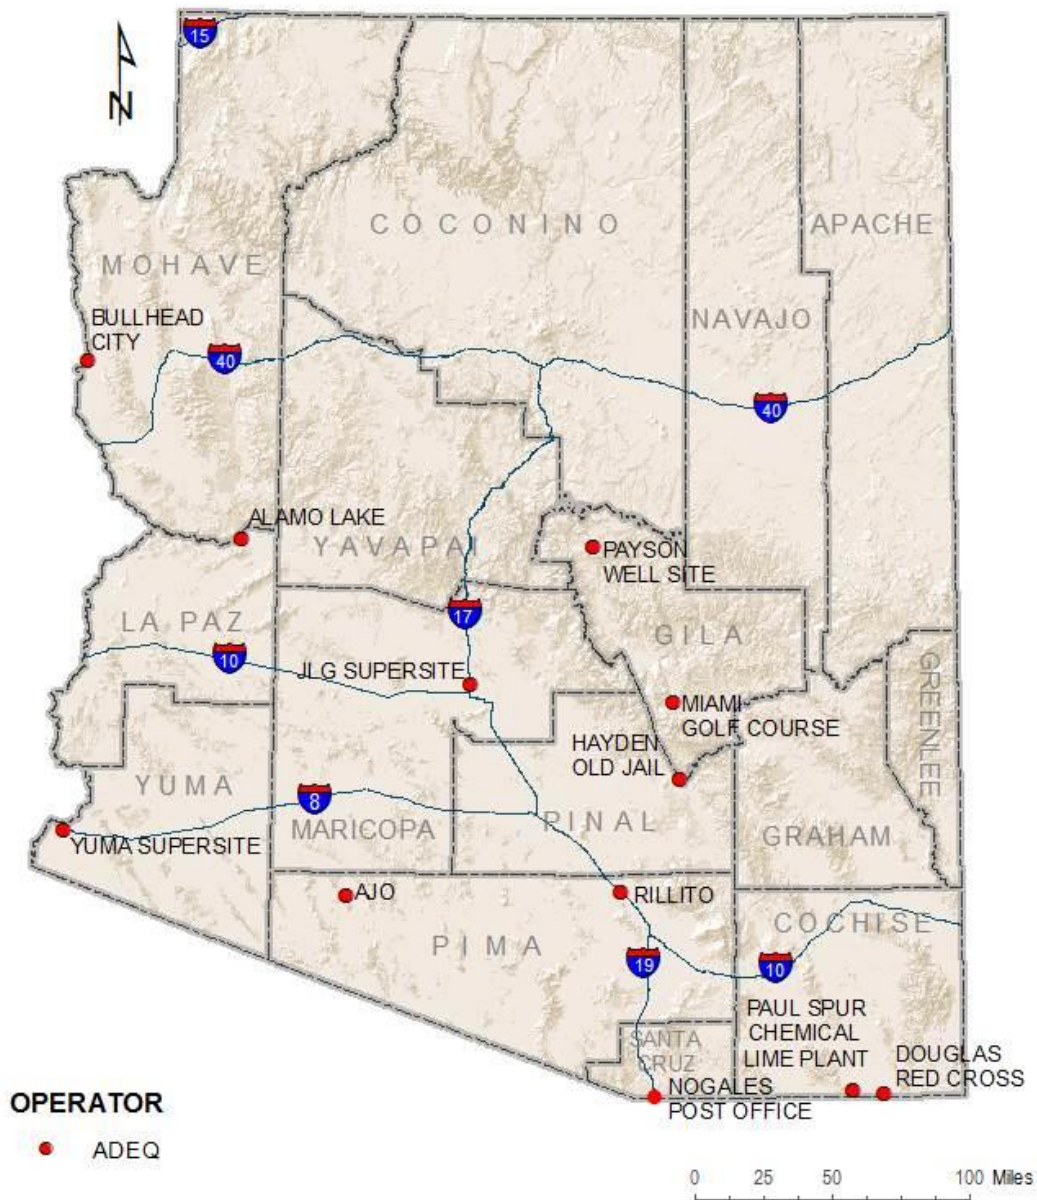 15
N
COCONINO
APACHE
MOHAVE
BULLHEAD
CITY
NAVAJO
40
40
ALAMO LAKE
YAVAPAI
PAYSON
WELL SITE
17
LA PAZ
GILA
10
JLG SUPERSITE
GREENLEE
MIAMI
GOLF COURSE
HAYDEN
OLD JAIL
YUMA
8
MARICOPA
PINAL
GRAHAM
YUMA SUPERSITE
AJO
RILLITO
COCHISE
PIMA
19
10
PAUL SPUR
CHEMICAL
LIME PLANT
SANTA
CRUZ
DOUGLAS
RED CROSS
NOGALES
POST OFFICE
OPERATOR
ADEQ
0 25 50 100 Miles